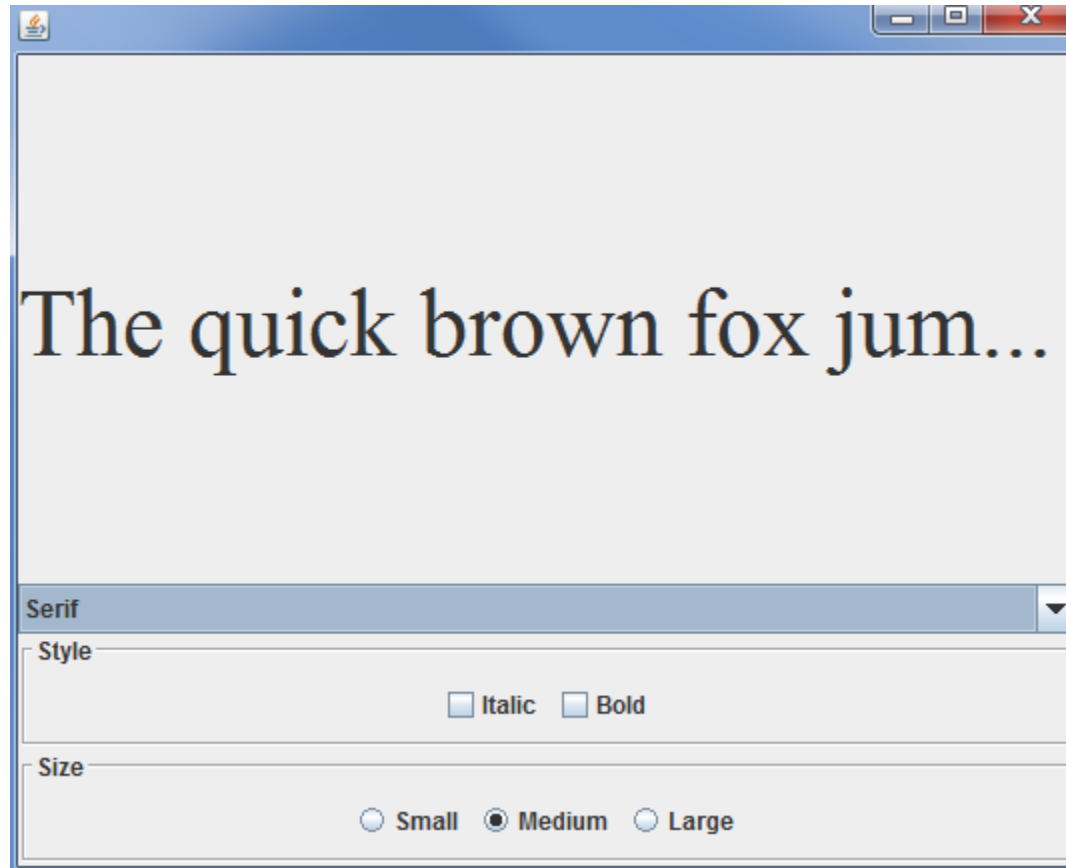 The quick brown fox jum...
Serif
Style
Italic Bold
Size
Small Medium Large